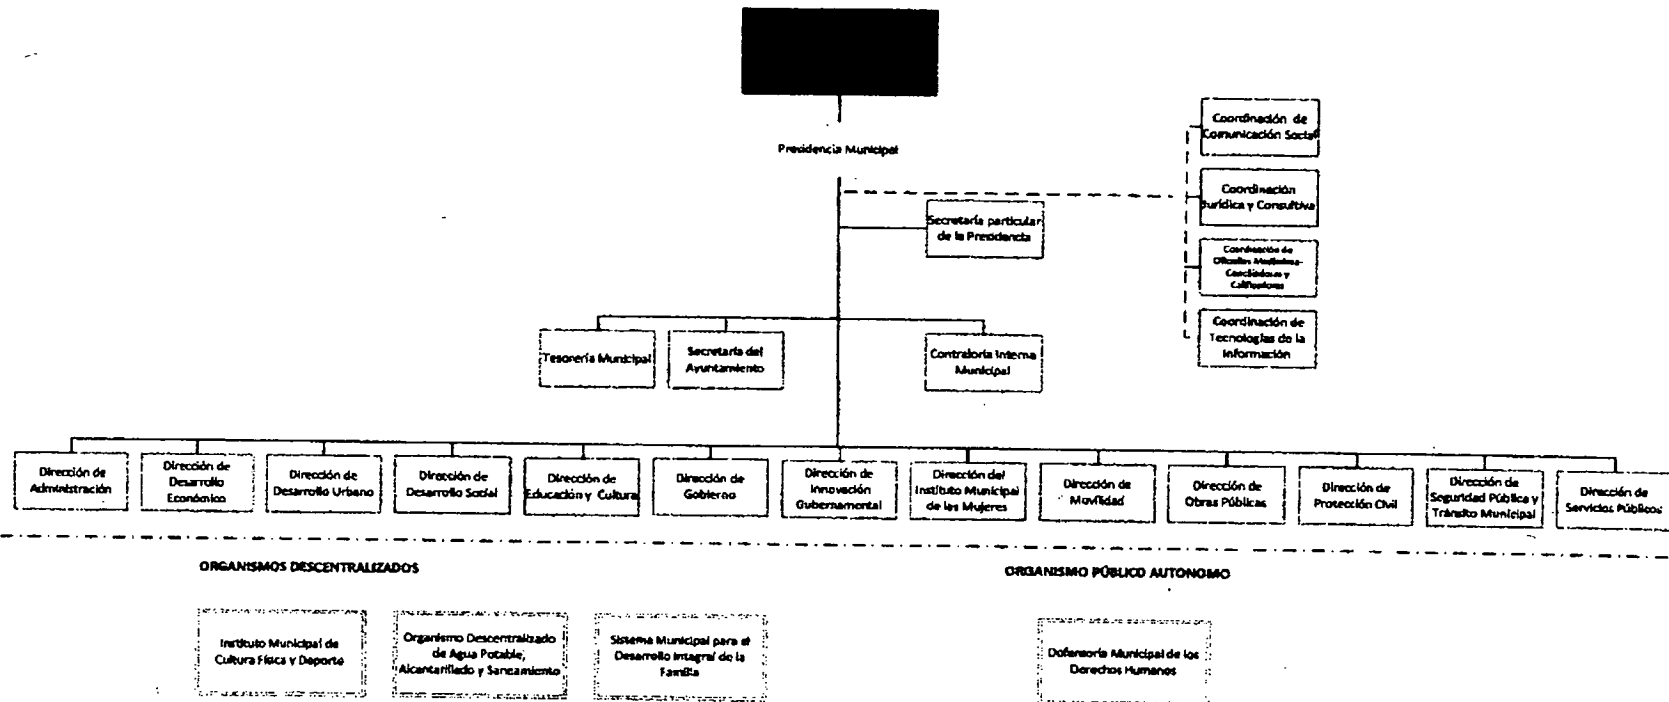 Presidencia Municipal
Coordinación de
Comunicación Social
Coordinación
Jurídica y Consultiva
Secretaría particular
de la Presidencia
Coordinación de
Oficiales Mediadores-
Conciliadores y
Calificadores
Coordinación de
Tecnologías de la
Información
Tesorería Municipal
Secretaría del
Ayuntamiento
Contraloría Interna
Municipal
Dirección de
Administración
Dirección de
Desarrollo
Económico
Dirección de
Desarrollo Urbano
Dirección de
Desarrollo Social
Dirección de
Educación y Cultura
Dirección de
Gobierno
Dirección de
Innovación
Gubernamental
Dirección del
Instituto Municipal
de las Mujeres
Dirección de
Movilidad
Dirección de
Obras Públicas
Dirección de
Protección Civil
Dirección de
Seguridad Pública y
Tránsito Municipal
Dirección de
Servicios Públicos
ORGANISMOS DESCENTRALIZADOS
ORGANISMO PÚBLICO AUTONOMO
Instituto Municipal de
Cultura Física y Deporte
Organismo Descentralizado
de Agua Potable,
Alcantarillado y Saneamiento
Sistema Municipal para el
Desarrollo Integral de la
Familia
Defensoría Municipal de los
Derechos Humanos